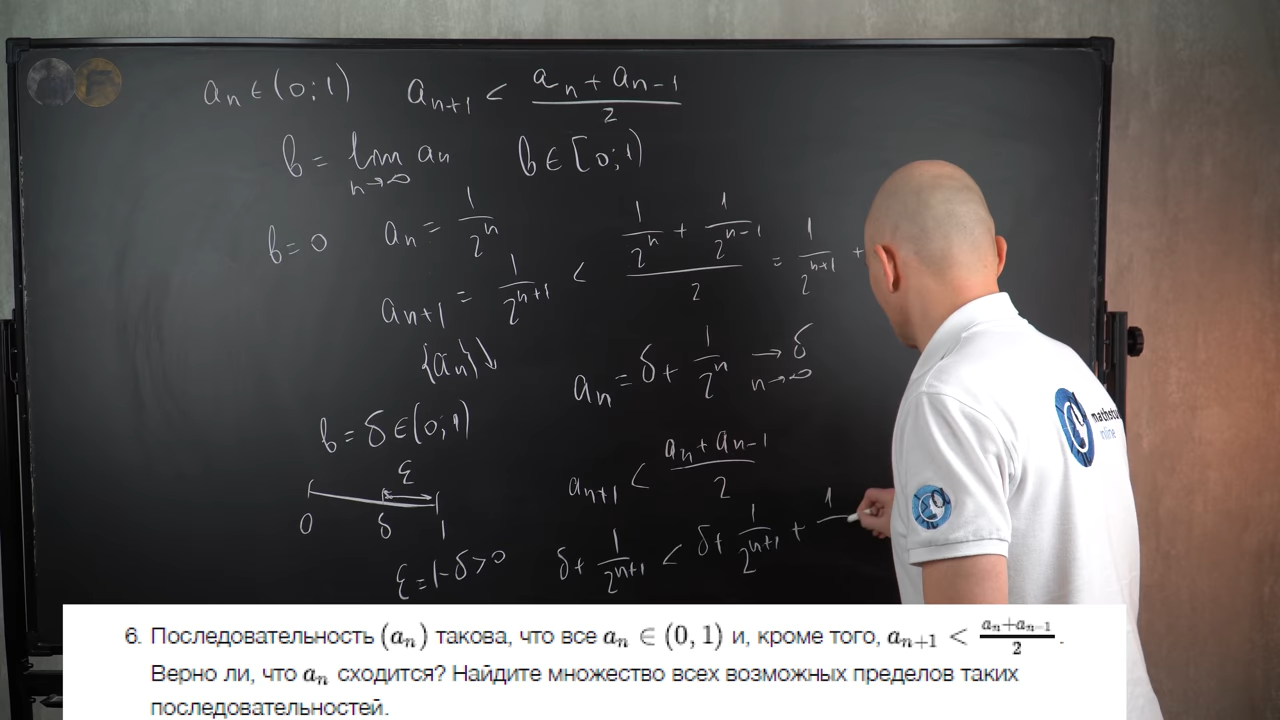 aₙ ∈ (0; 1)   aₙ₊₁ < (aₙ + aₙ₋₁)/2
b = lim aₙ   b ∈ [0; 1)
n→∞
b = 0   aₙ = 1/2ⁿ
aₙ₊₁ = 1/2ⁿ⁺¹ < (1/2ⁿ + 1/2ⁿ⁻¹)/2 = 1/2ⁿ⁺¹ +
{aₙ}↓   aₙ = δ + 1/2ⁿ → δ
n→∞
b = δ ∈ (0; 1)
ε
0   δ   1
aₙ₊₁ < (aₙ + aₙ₋₁)/2
ε = 1 - δ > 0   δ + 1/2ⁿ⁺¹ < δ + 1/2ⁿ⁺¹ + 1
inline
6. Последовательность (aₙ) такова, что все aₙ ∈ (0, 1) и, кроме того, aₙ₊₁ < (aₙ+aₙ₋₁)/2.
Верно ли, что aₙ сходится? Найдите множество всех возможных пределов таких
последовательностей.